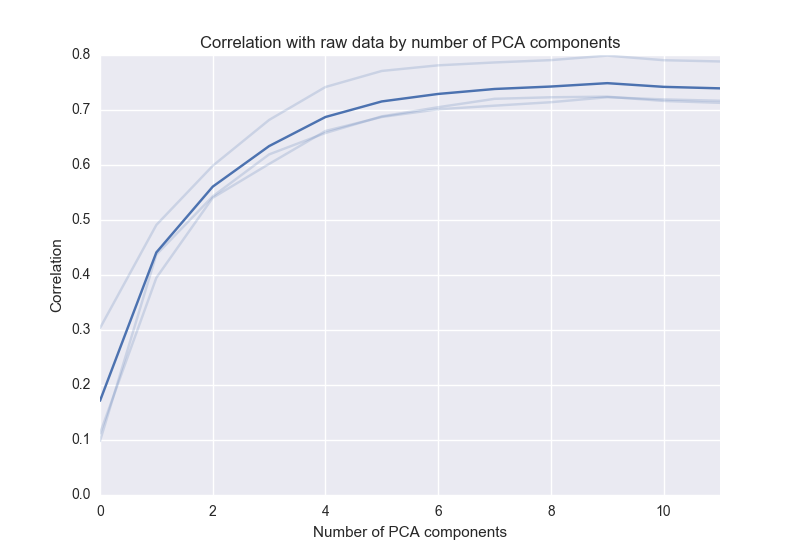 Correlation with raw data by number of PCA components
0.8
0.7
0.6
0.5
0.4
0.3
0.2
0.1
0.0
Correlation
0 2 4 6 8 10
Number of PCA components